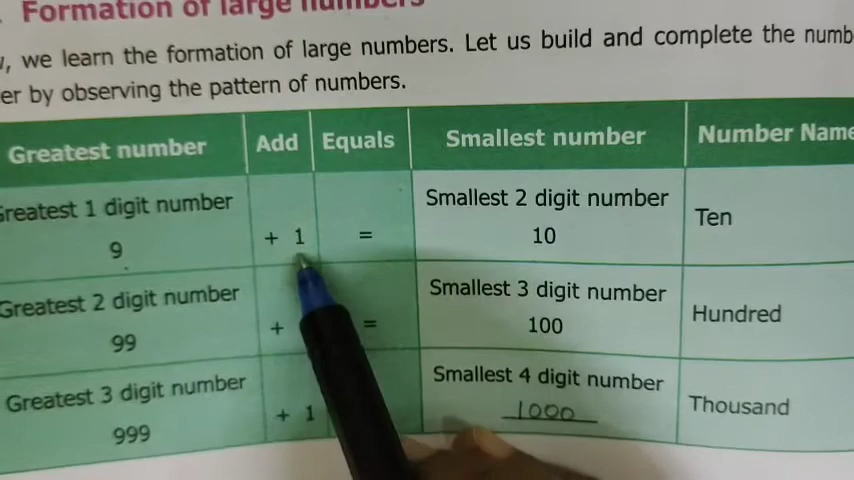 Formation of large numbers
we learn the formation of large numbers. Let us build and complete the numb
er by observing the pattern of numbers.
Greatest number Add Equals Smallest number Number Name
Greatest 1 digit number Smallest 2 digit number Ten
9 + 1 = 10
Greatest 2 digit number Smallest 3 digit number Hundred
99 + = 100
Greatest 3 digit number Smallest 4 digit number Thousand
999 + 1 1000